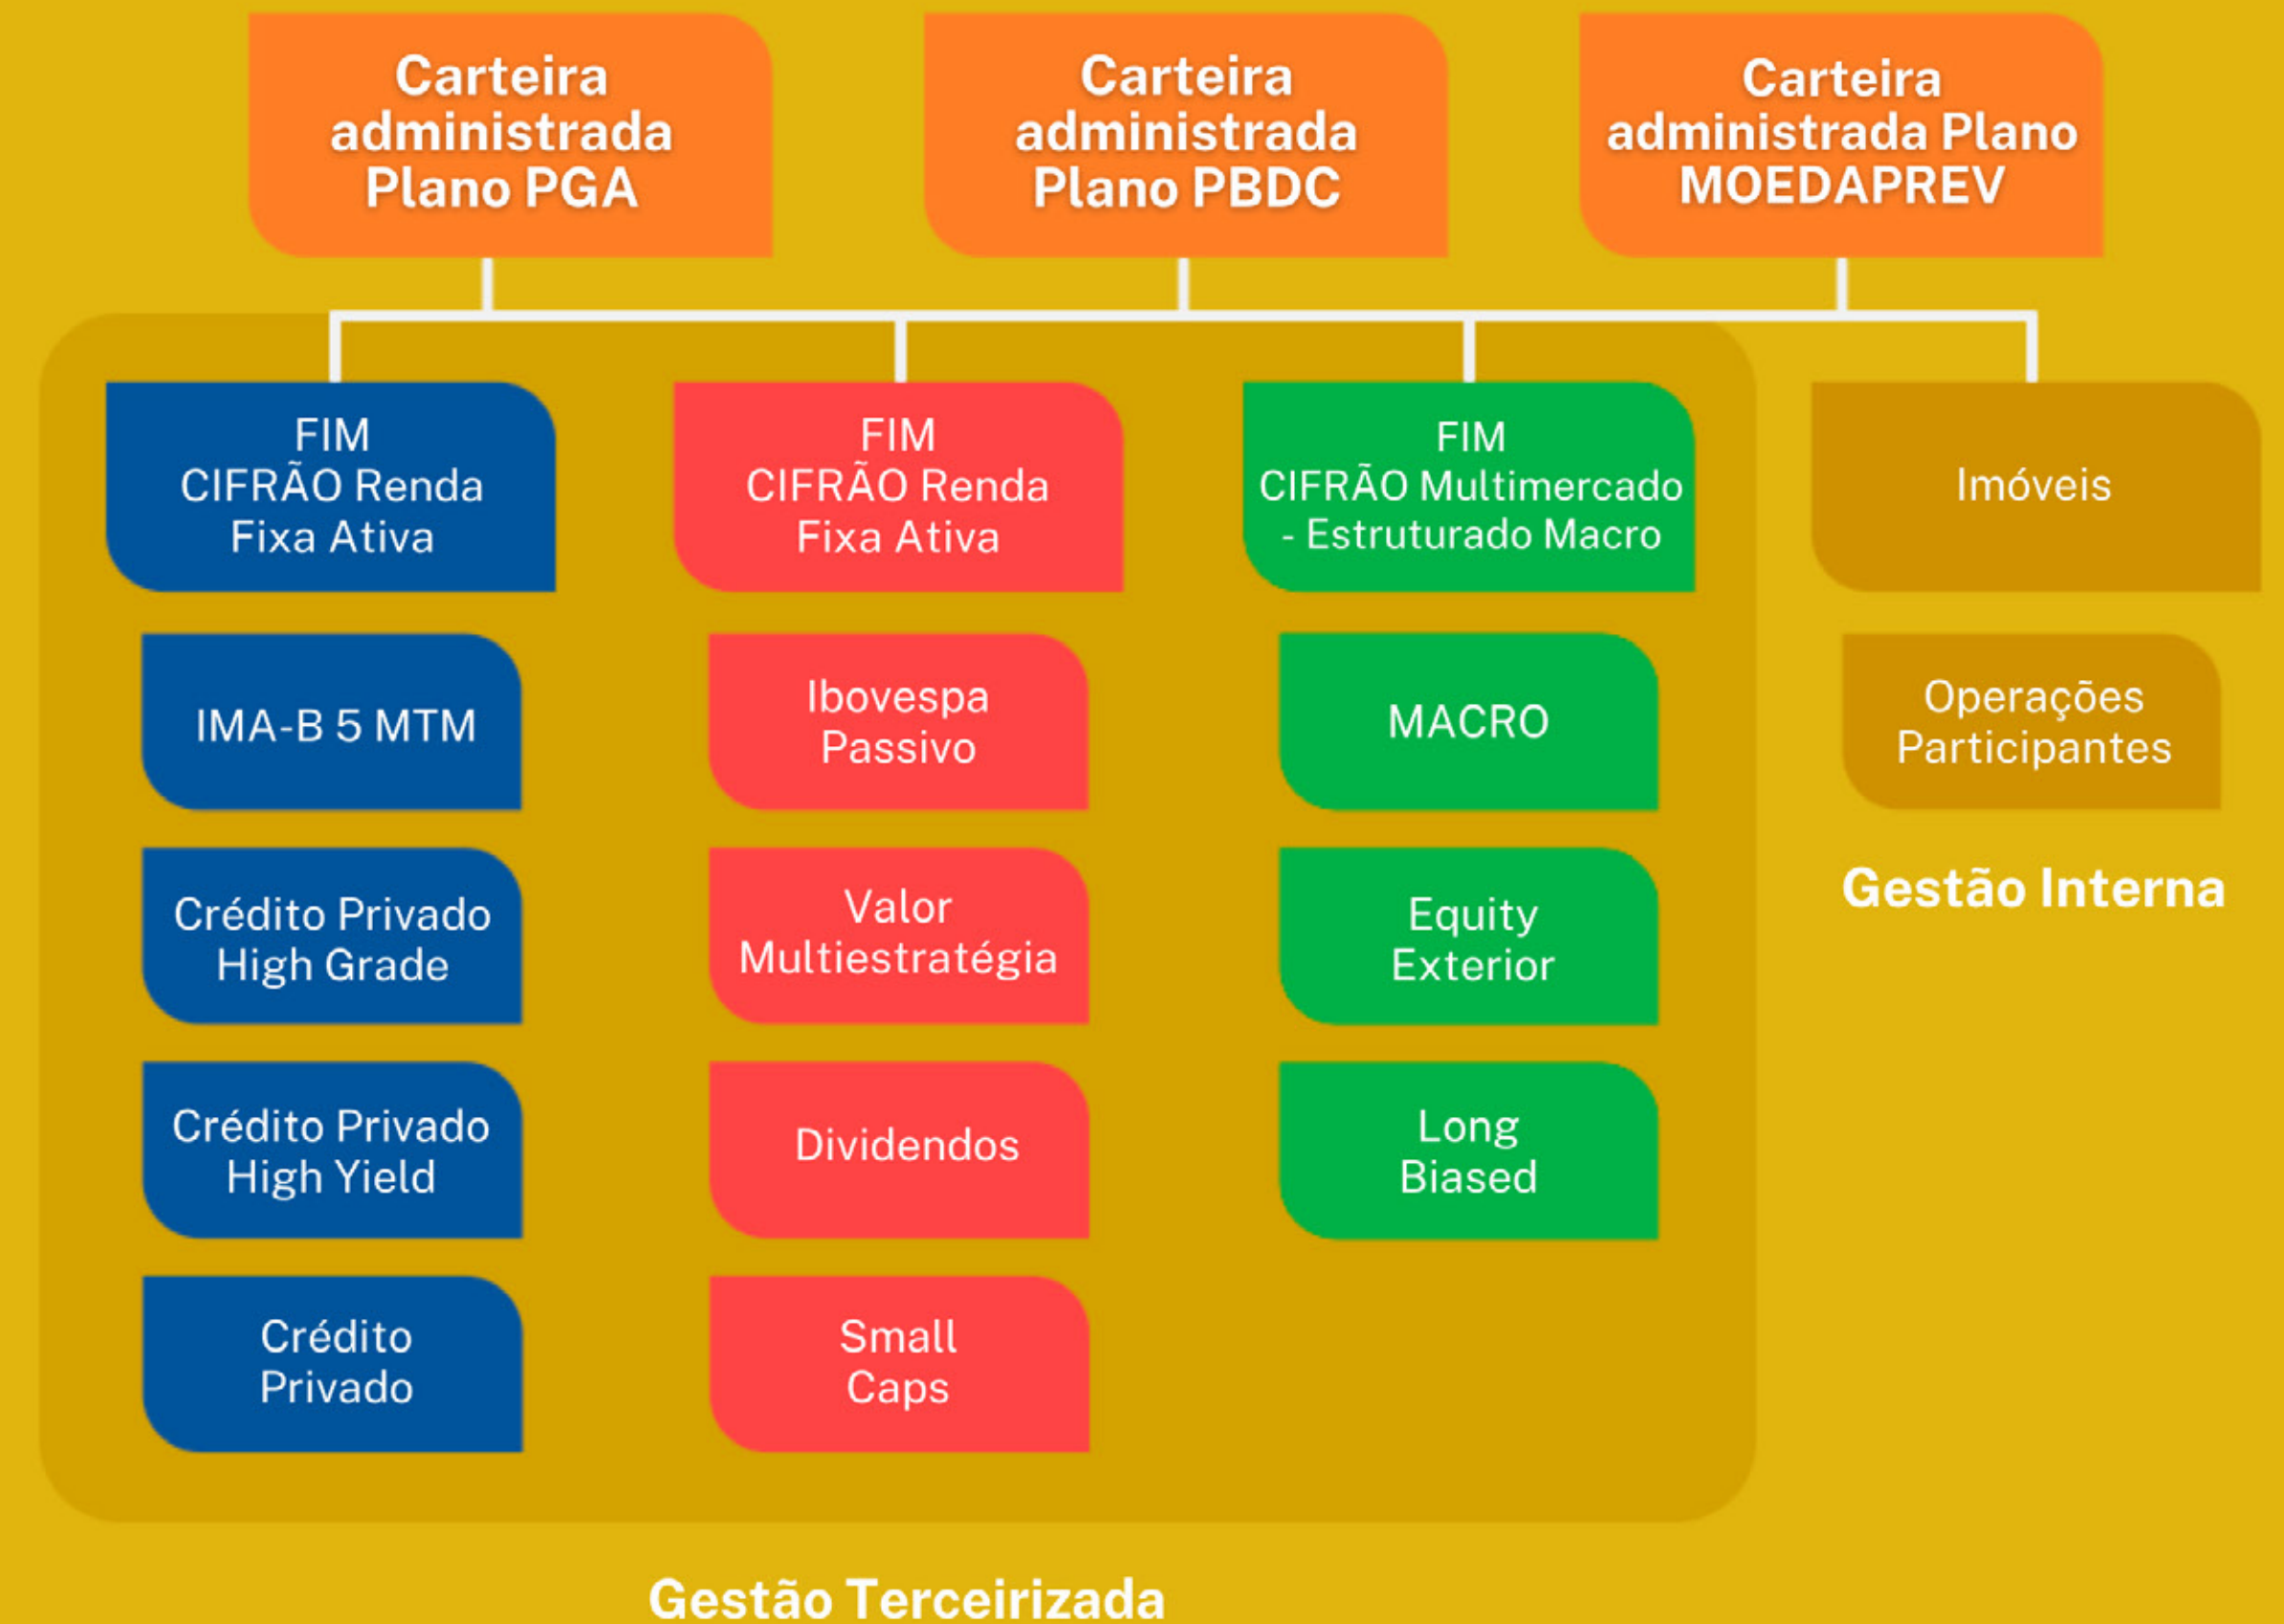 Carteira
administrada
Plano PGA
Carteira
administrada
Plano PBDC
Carteira
administrada Plano
MOEDAPREV
FIM
CIFRÃO Renda
Fixa Ativa
IMA-B 5 MTM
Crédito Privado
High Grade
Crédito Privado
High Yield
Crédito
Privado
FIM
CIFRÃO Renda
Fixa Ativa
Ibovespa
Passivo
Valor
Multiestratégia
Dividendos
Small
Caps
FIM
CIFRÃO Multimercado
- Estruturado Macro
MACRO
Equity
Exterior
Long
Biased
Imóveis
Operações
Participantes
Gestão Interna
Gestão Terceirizada